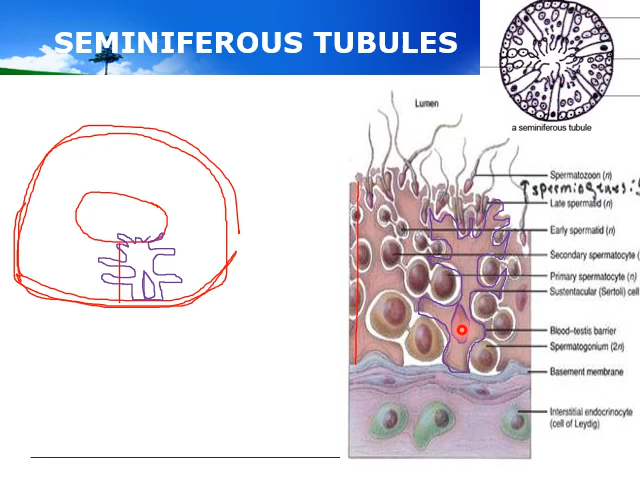 SEMINIFEROUS TUBULES
a seminiferous tubule
Lumen
Spermatozoon (n)
Late spermatid (n)
Early spermatid (n)
Secondary spermatocyte (
Primary spermatocyte (n)
Sustentacular (Sertoli) cell
Blood–testis barrier
Spermatogonium (2n)
Basement membrane
Interstitial endocrinocyte
(cell of Leydig)